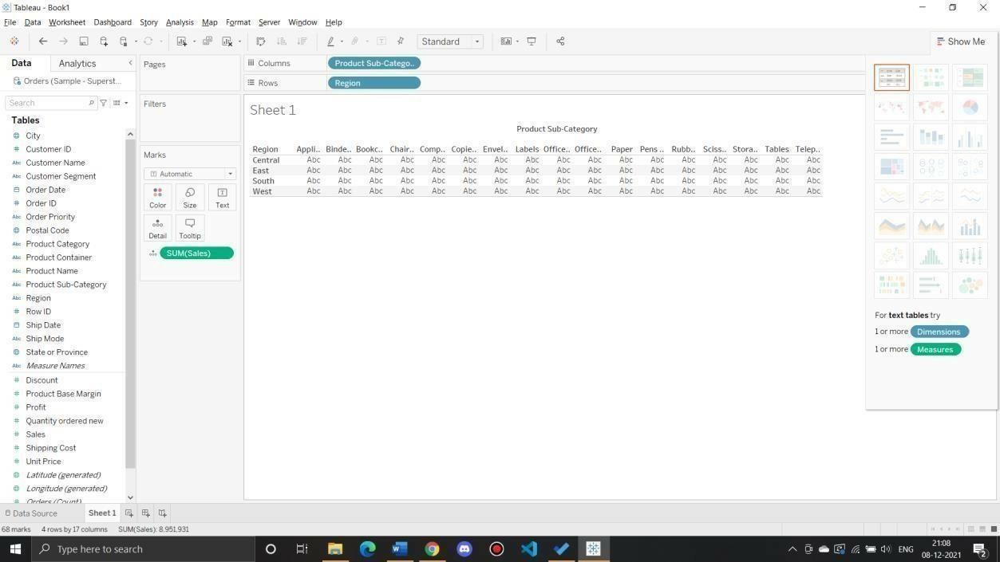 Tableau - Book1
File Data Worksheet Dashboard Story Analysis Map Format Server Window Help
Standard
Show Me
Data Analytics
Orders (Sample - Superst...
Search
Tables
City
Customer ID
Abc Customer Name
Abc Customer Segment
Order Date
Order ID
Abc Order Priority
Postal Code
Abc Product Category
Abc Product Container
Abc Product Name
Abc Product Sub-Category
Abc Region
Row ID
Ship Date
Abc Ship Mode
State or Province
Abc Measure Names
Discount
Product Base Margin
Profit
Quantity ordered new
Sales
Shipping Cost
Unit Price
Latitude (generated)
Longitude (generated)
Orders (Count)
Pages
Filters
Marks
Automatic
Color Size Text
Detail Tooltip
SUM(Sales)
Columns Product Sub-Catego..
Rows Region
Sheet 1
Product Sub-Category
Region Appli.. Binde.. Bookc.. Chair.. Comp.. Copie.. Envel.. Labels Office.. Office.. Paper Pens .. Rubb.. Sciss.. Stora.. Tables Telep..
Central Abc Abc Abc Abc Abc Abc Abc Abc Abc Abc Abc Abc Abc Abc Abc Abc Abc
East Abc Abc Abc Abc Abc Abc Abc Abc Abc Abc Abc Abc Abc Abc Abc Abc Abc
South Abc Abc Abc Abc Abc Abc Abc Abc Abc Abc Abc Abc Abc Abc Abc Abc Abc
West Abc Abc Abc Abc Abc Abc Abc Abc Abc Abc Abc Abc Abc Abc Abc Abc Abc
For text tables try
1 or more Dimensions
1 or more Measures
Data Source Sheet 1
68 marks 4 rows by 17 columns SUM(Sales): 8,951,931
Type here to search
ENG
21:08
08-12-2021
2